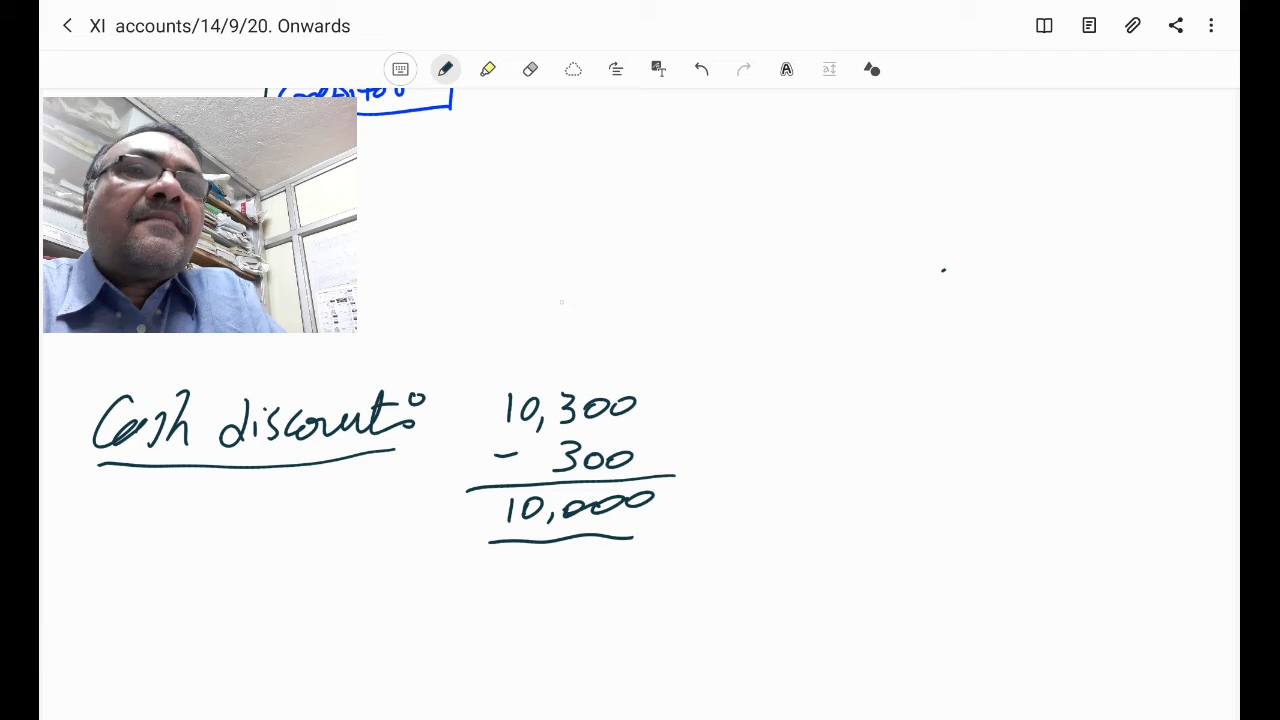 XI accounts/14/9/20. Onwards
Cash discount: 10,300
- 300
10,000